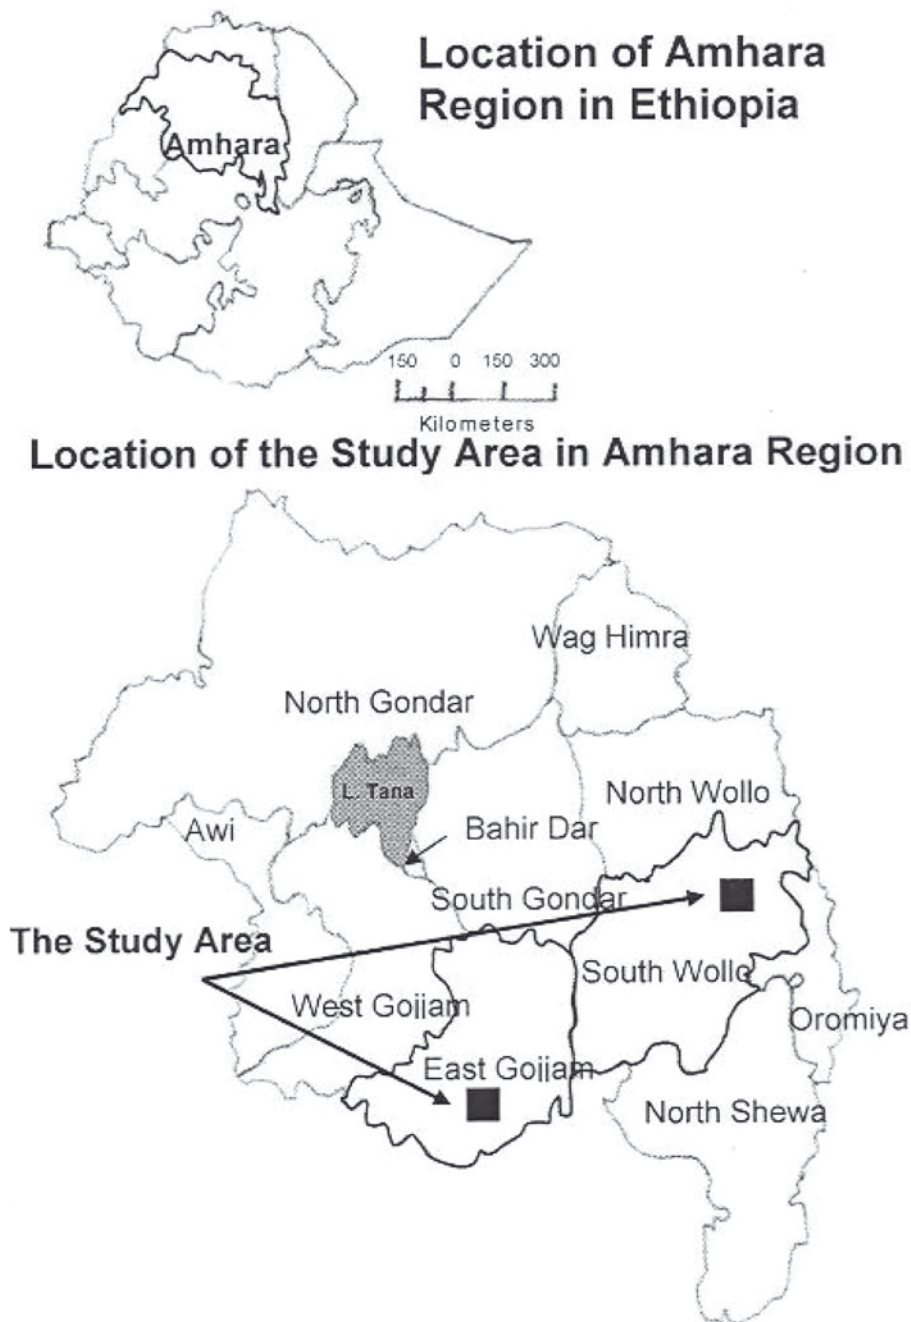 Location of Amhara
Region in Ethiopia
Amhara
150 0 150 300
Kilometers
Location of the Study Area in Amhara Region
Wag Himra
North Gondar
L. Tana
North Wollo
Awi
Bahir Dar
South Gondar
The Study Area
South Wollo
West Gojjam
Oromiya
East Gojjam
North Shewa